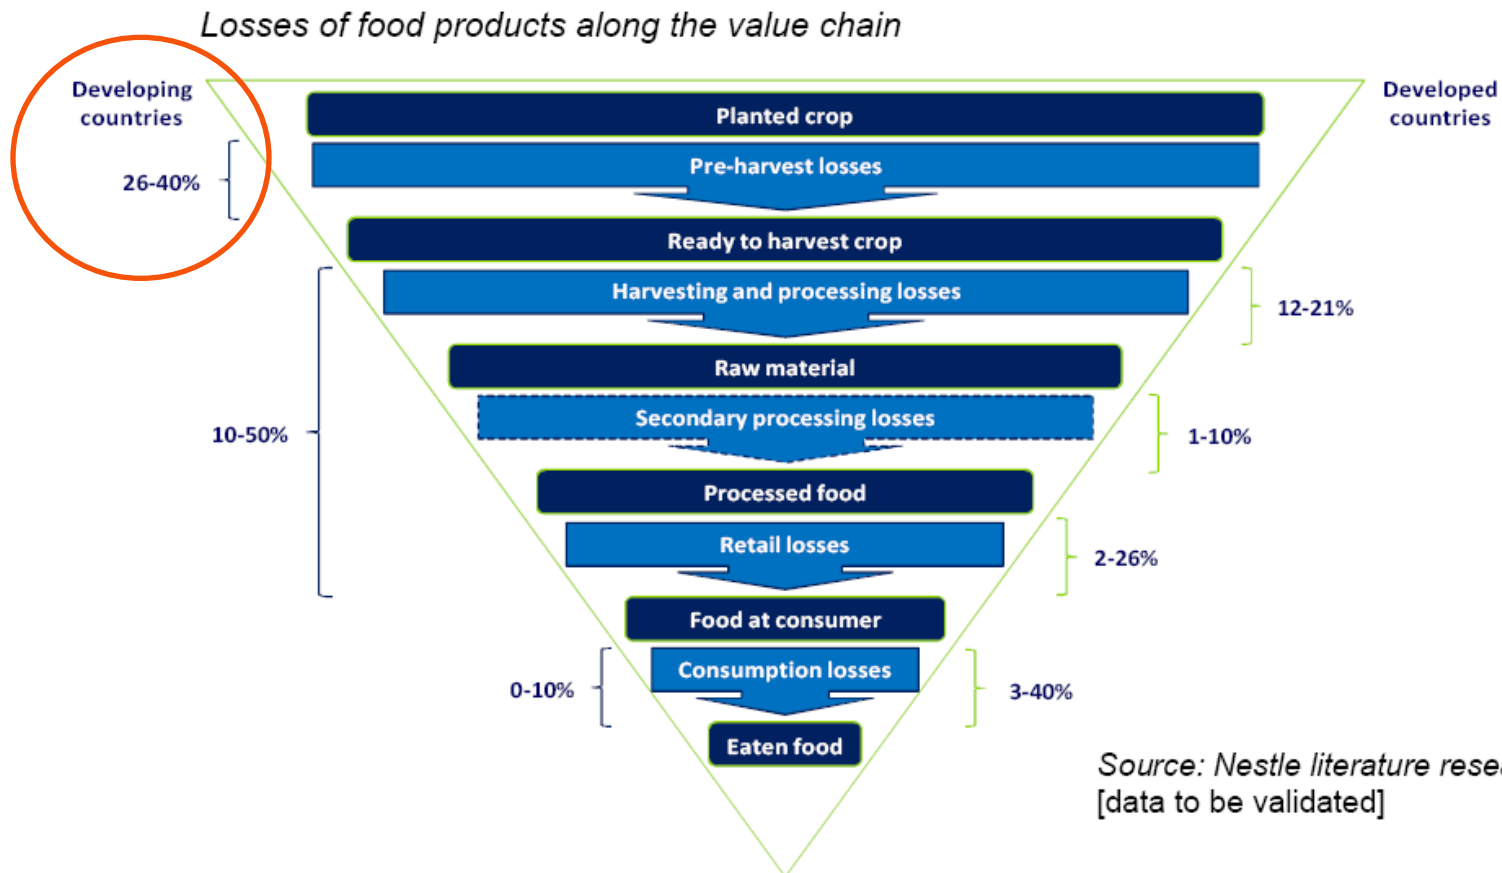 Losses of food products along the value chain
Developing
countries
Developed
countries
Planted crop
Pre-harvest losses
26-40%
Ready to harvest crop
Harvesting and processing losses
12-21%
Raw material
Secondary processing losses
10-50%
1-10%
Processed food
Retail losses
2-26%
Food at consumer
Consumption losses
0-10%
3-40%
Eaten food
Source: Nestle literature
[data to be validated]